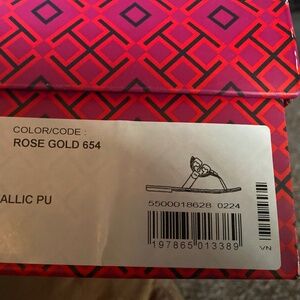 COLOR/CODE :
ROSE GOLD 654
ALLIC PU
5500018628 0224
197865 013389
VN